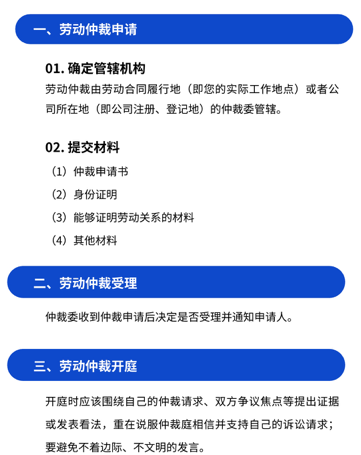 一、劳动仲裁申请
01. 确定管辖机构
劳动仲裁由劳动合同履行地（即您的实际工作地点）或者公
司所在地（即公司注册、登记地）的仲裁委管辖。
02. 提交材料
（1）仲裁申请书
（2）身份证明
（3）能够证明劳动关系的材料
（4）其他材料
二、劳动仲裁受理
仲裁委收到仲裁申请后决定是否受理并通知申请人。
三、劳动仲裁开庭
开庭时应该围绕自己的仲裁请求、双方争议焦点等提出证据
或发表看法，重在说服仲裁庭相信并支持自己的诉讼请求；
要避免不着边际、不文明的发言。